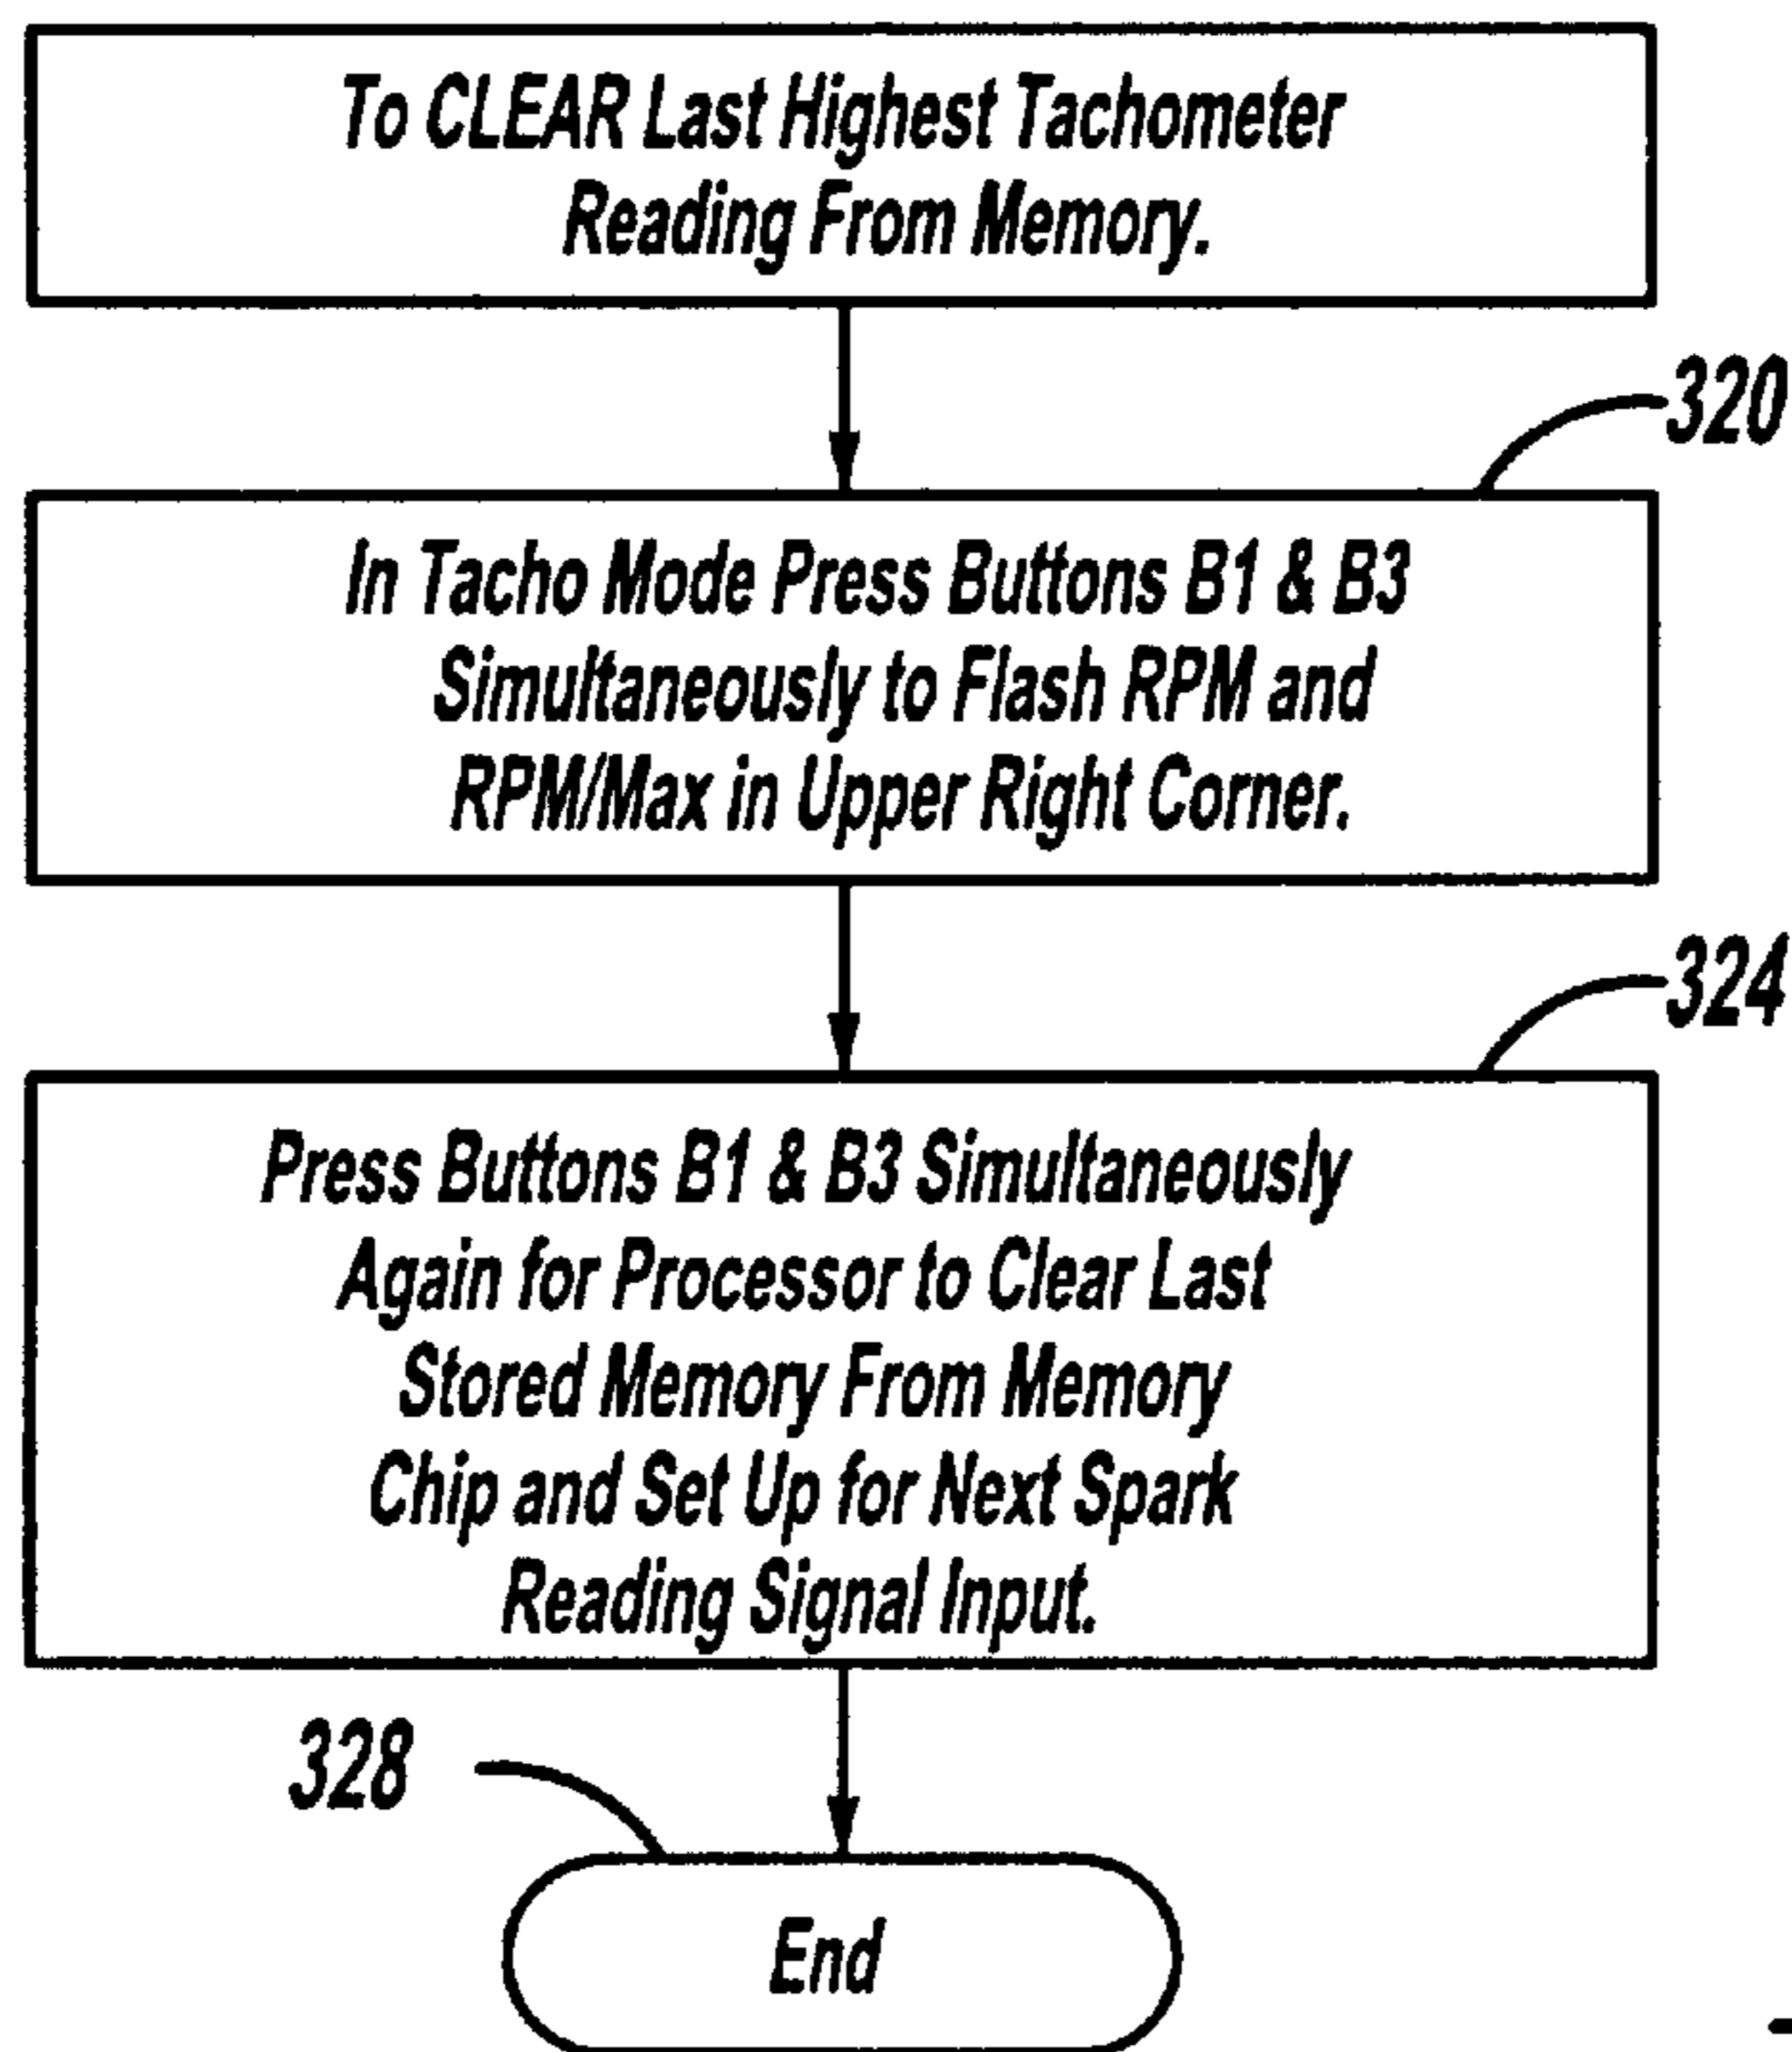 To CLEAR Last Highest Tachometer
Reading From Memory.
320
In Tacho Mode Press Buttons B1 & B3
Simultaneously to Flash RPM and
RPM/Max in Upper Right Corner.
324
Press Buttons B1 & B3 Simultaneously
Again for Processor to Clear Last
Stored Memory From Memory
Chip and Set Up for Next Spark
Reading Signal Input.
328
End